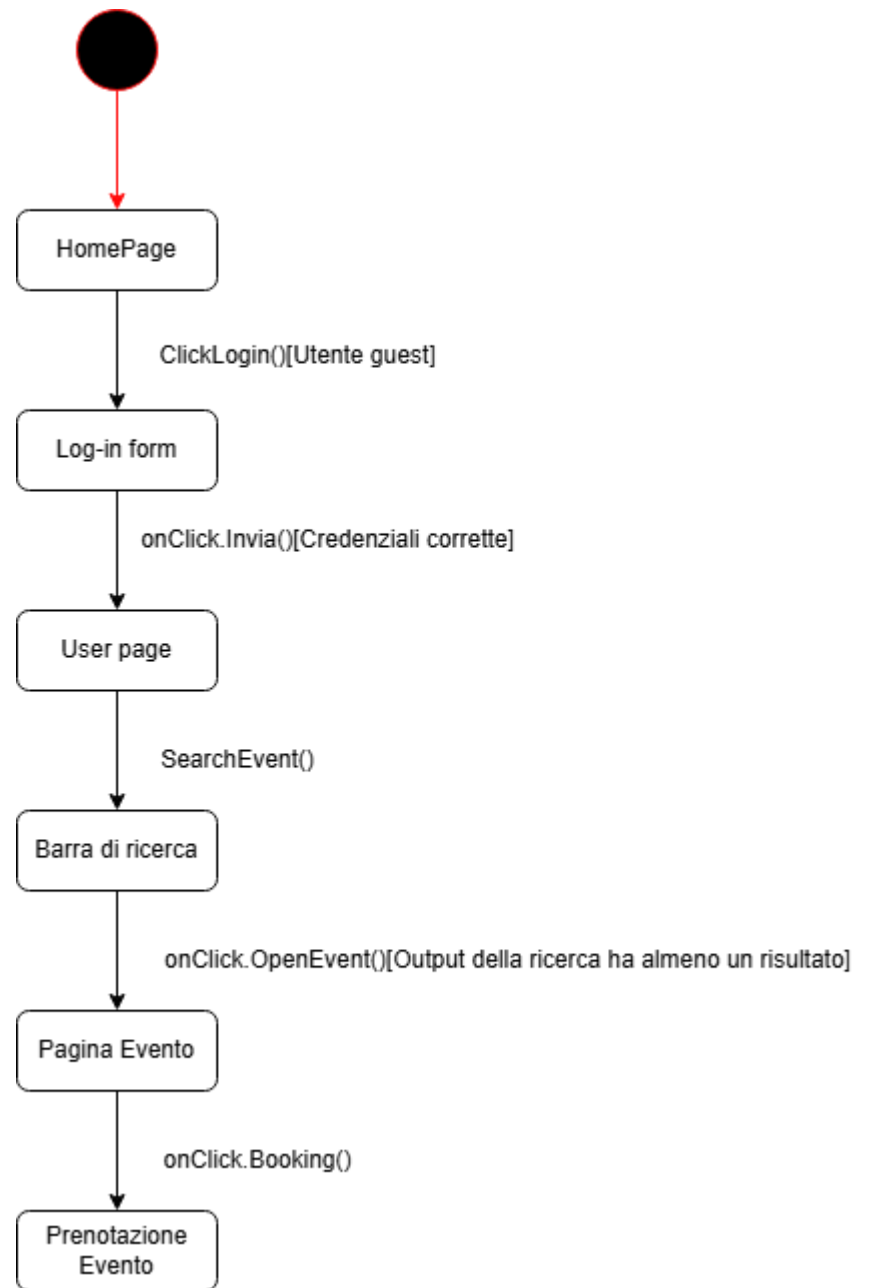 HomePage
ClickLogin()[Utente guest]
Log-in form
onClick.Invia()[Credenziali corrette]
User page
SearchEvent()
Barra di ricerca
onClick.OpenEvent()[Output della ricerca ha almeno un risultato]
Pagina Evento
onClick.Booking()
Prenotazione
Evento